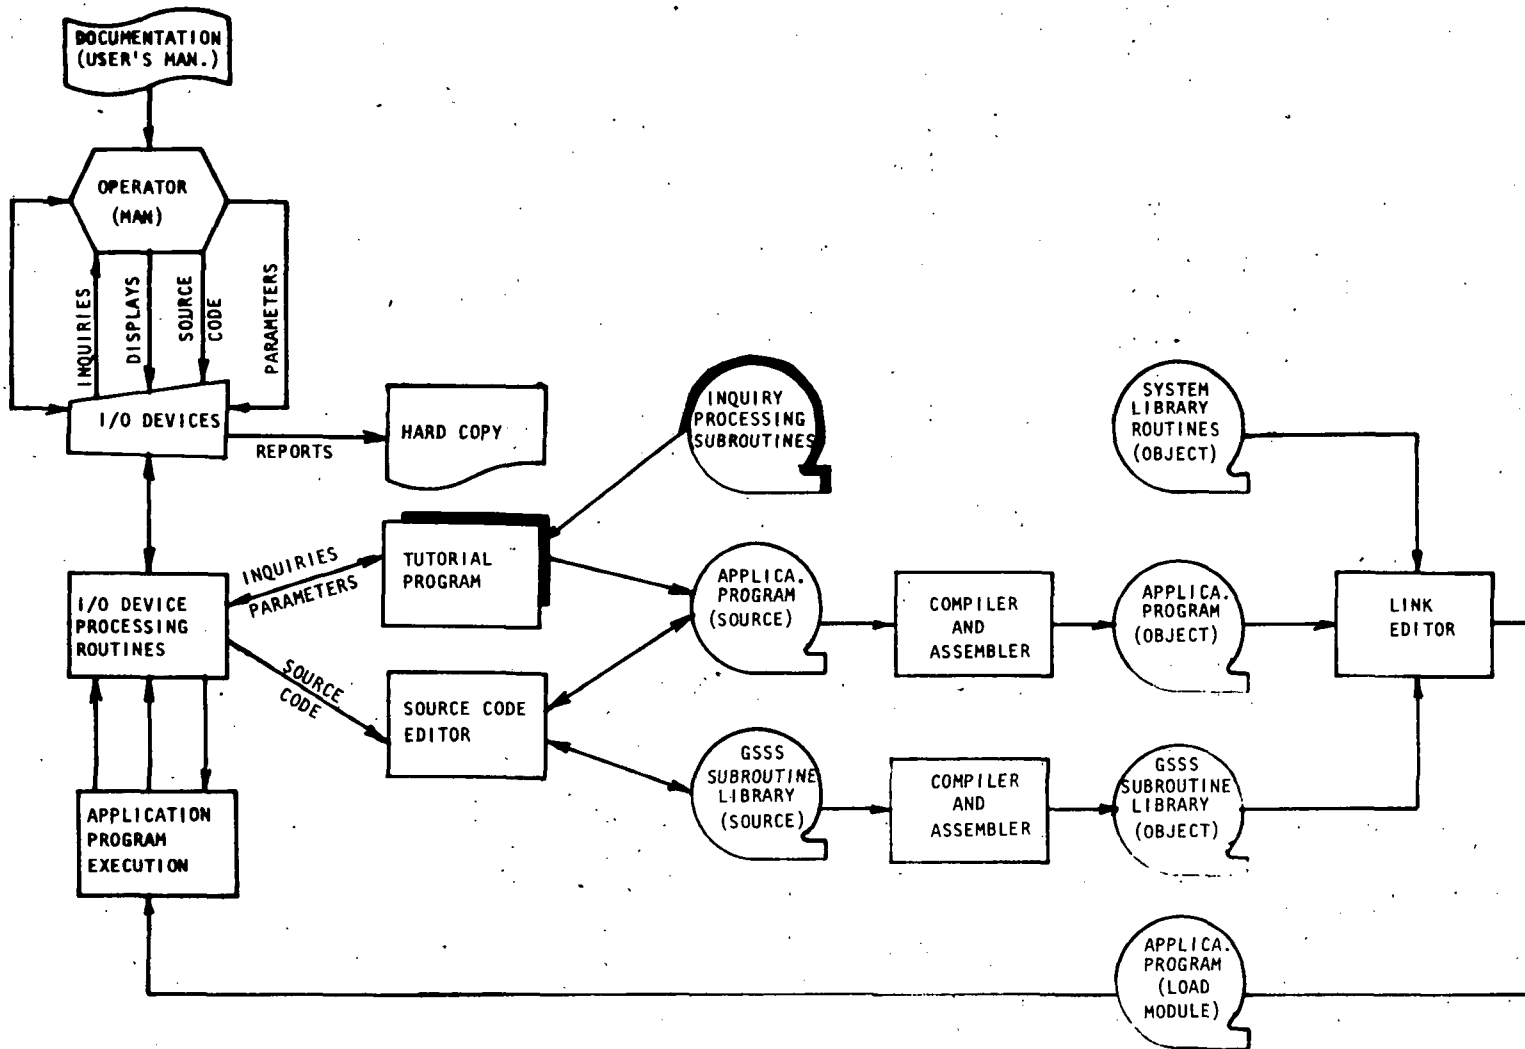 DOCUMENTATION
(USER'S MAN.)
OPERATOR
(MAN)
INQUIRIES
DISPLAYS
SOURCE
CODE
PARAMETERS
I/O DEVICES
REPORTS
HARD COPY
INQUIRY
PROCESSING
SUBROUTINES
SYSTEM
LIBRARY
ROUTINES
(OBJECT)
I/O DEVICE
PROCESSING
ROUTINES
INQUIRIES
PARAMETERS
TUTORIAL
PROGRAM
APPLICA.
PROGRAM
(SOURCE)
COMPILER
AND
ASSEMBLER
APPLICA.
PROGRAM
(OBJECT)
LINK
EDITOR
SOURCE
CODE
SOURCE CODE
EDITOR
GSSS
SUBROUTINE
LIBRARY
(SOURCE)
COMPILER
AND
ASSEMBLER
GSSS
SUBROUTINE
LIBRARY
(OBJECT)
APPLICATION
PROGRAM
EXECUTION
APPLICA.
PROGRAM
(LOAD
MODULE)